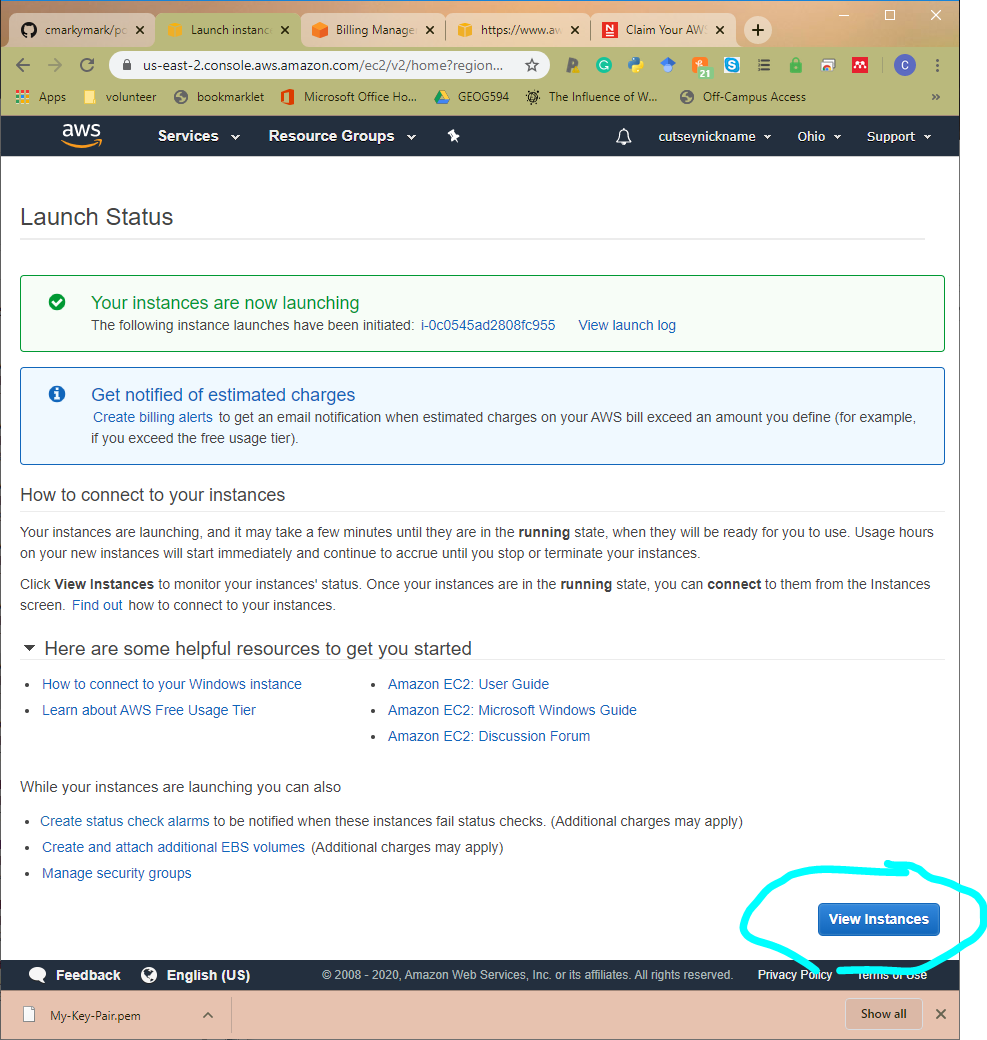 cmarkymark/po
Launch instanc
Billing Manage
https://www.aw
Claim Your AWS
us-east-2.console.aws.amazon.com/ec2/v2/home?region...
21
C
Apps
volunteer
bookmarklet
Microsoft Office Ho...
GEOG594
The Influence of W...
Off-Campus Access
»
aws
Services
Resource Groups
cutseynickname
Ohio
Support
Launch Status
Your instances are now launching
The following instance launches have been initiated: i-0c0545ad2808fc955 View launch log
Get notified of estimated charges
Create billing alerts to get an email notification when estimated charges on your AWS bill exceed an amount you define (for example,
if you exceed the free usage tier).
How to connect to your instances
Your instances are launching, and it may take a few minutes until they are in the running state, when they will be ready for you to use. Usage hours
on your new instances will start immediately and continue to accrue until you stop or terminate your instances.
Click View Instances to monitor your instances' status. Once your instances are in the running state, you can connect to them from the Instances
screen. Find out how to connect to your instances.
Here are some helpful resources to get you started
• How to connect to your Windows instance
• Learn about AWS Free Usage Tier
• Amazon EC2: User Guide
• Amazon EC2: Microsoft Windows Guide
• Amazon EC2: Discussion Forum
While your instances are launching you can also
• Create status check alarms to be notified when these instances fail status checks. (Additional charges may apply)
• Create and attach additional EBS volumes (Additional charges may apply)
• Manage security groups
View Instances
Feedback
English (US)
© 2008 - 2020, Amazon Web Services, Inc. or its affiliates. All rights reserved.
Privacy Policy
Terms of Use
My-Key-Pair.pem
Show all